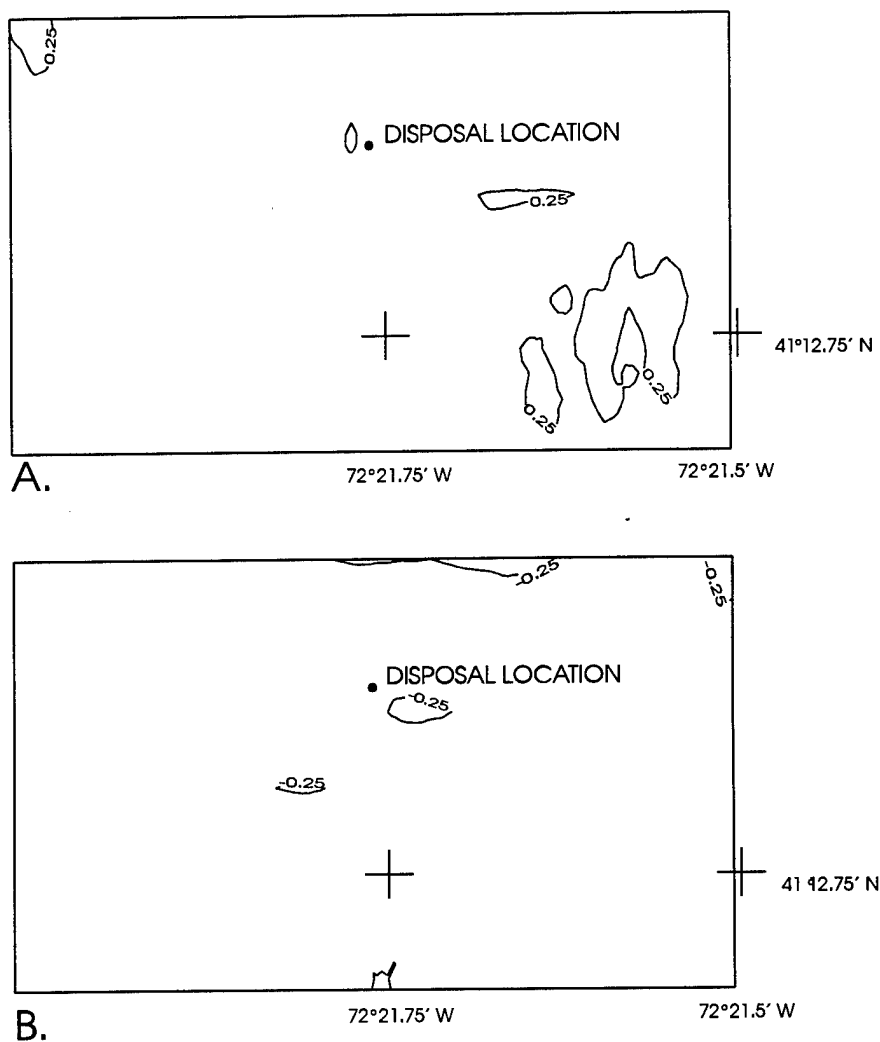 0.25
DISPOSAL LOCATION
0.25
41°12.75′ N
0.25
0.25
72°21.75′ W
72°21.5′ W
A.
-0.25
-0.25
DISPOSAL LOCATION
-0.25
-0.25
41°12.75′ N
72°21.75′ W
72°21.5′ W
B.